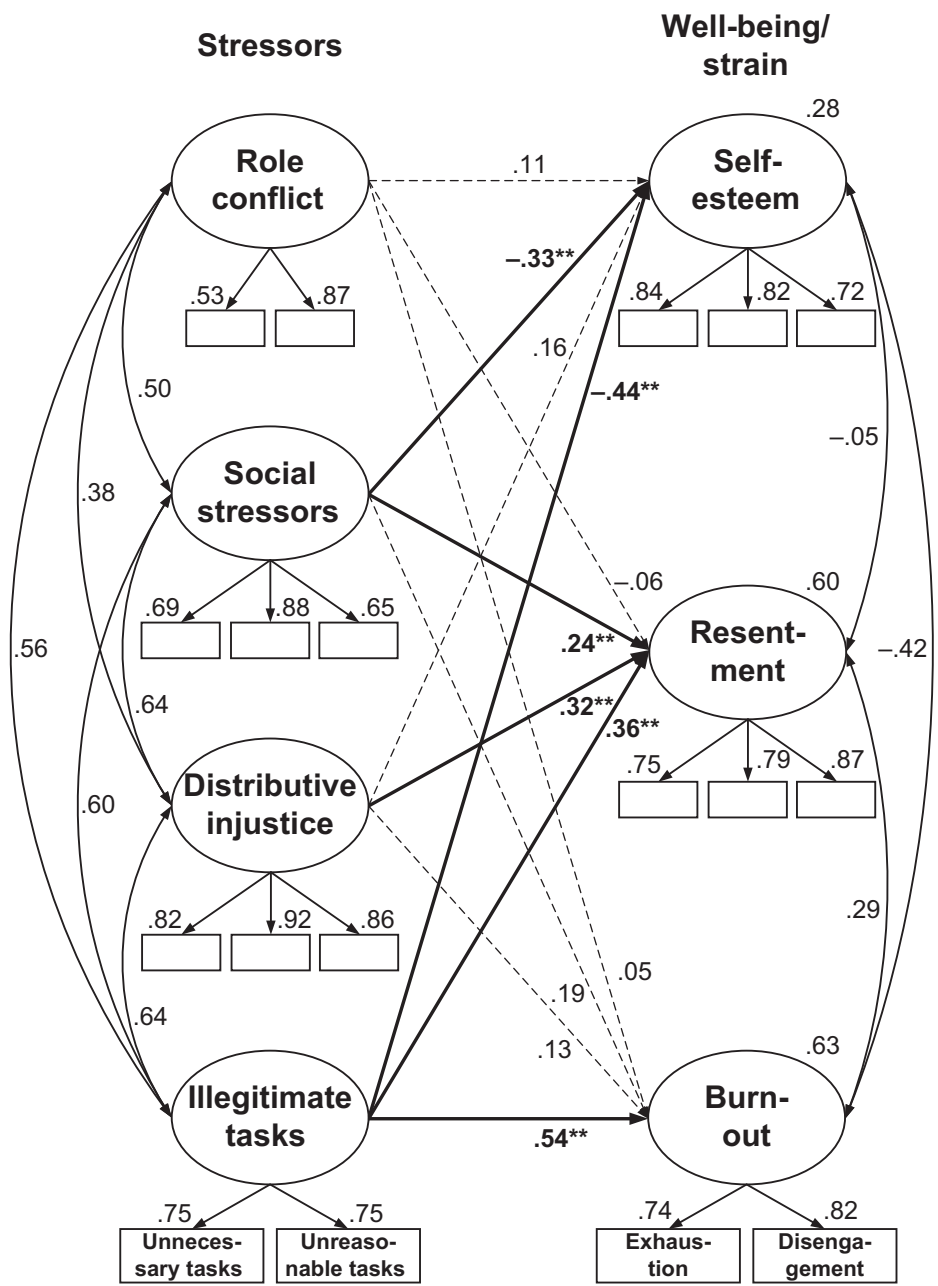 Stressors
Well-being/
strain
.28
Role
conflict
.11
Self-
esteem
–.33**
.53
.87
.84
.82
.72
.16
.50
–.44**
–.05
Social
stressors
.38
–.06
.60
.69
.88
.65
.24**
Resent-
ment
.56
–.42
.64
.32**
.36**
.75
.79
.87
Distributive
injustice
.60
.82
.92
.86
.29
.05
.19
.64
.13
.63
Illegitimate
tasks
Burn-
out
.54**
.75
.75
.74
.82
Unneces-
sary tasks
Unreaso-
nable tasks
Exhaus-
tion
Disenga-
gement